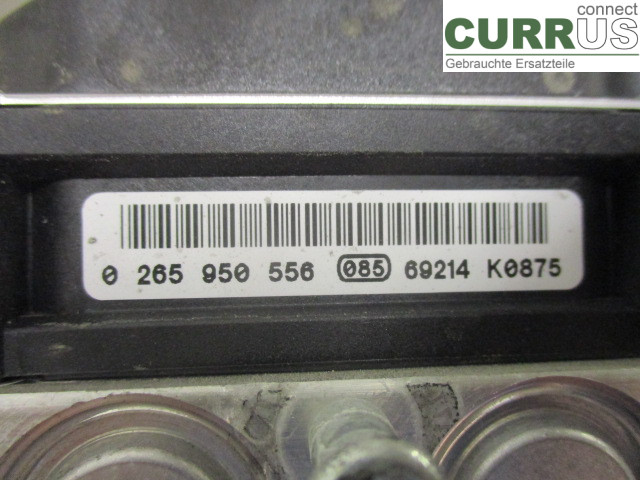 connect
CURRUS
Gebrauchte Ersatzteile
0 265 950 556 085 69214 K0875